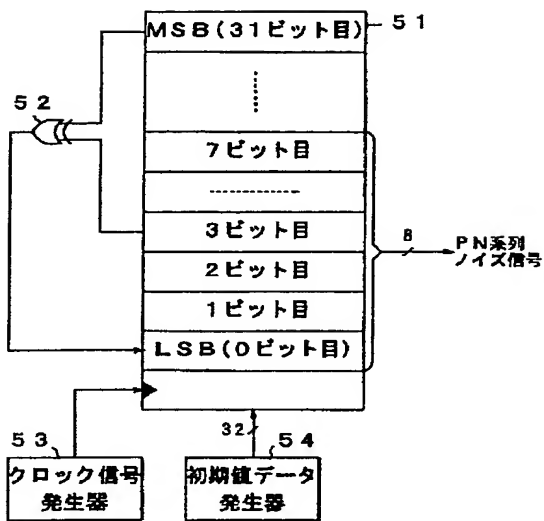 MSB(31ビット目)
51
52
7ビット目
3ビット目
8
PN系列
ノイズ信号
2ビット目
1ビット目
LSB(0ビット目)
53
32
54
クロック信号
発生器
初期値データ
発生器